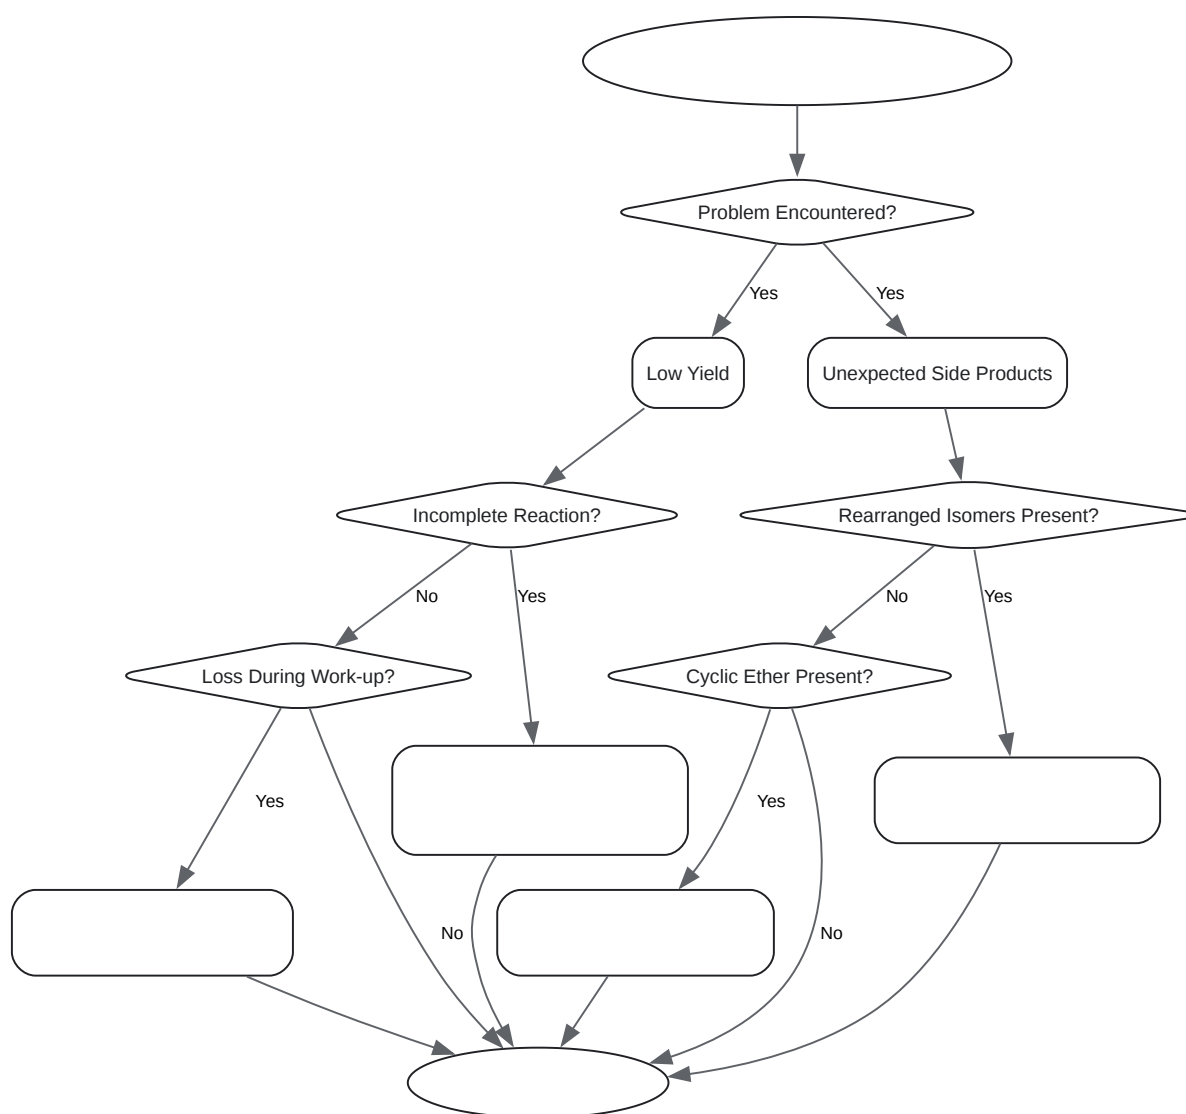 Problem Encountered?
Yes
Yes
Low Yield
Unexpected Side Products
Incomplete Reaction?
Rearranged Isomers Present?
No
Yes
No
Yes
Loss During Work-up?
Cyclic Ether Present?
Yes
Yes
No
No